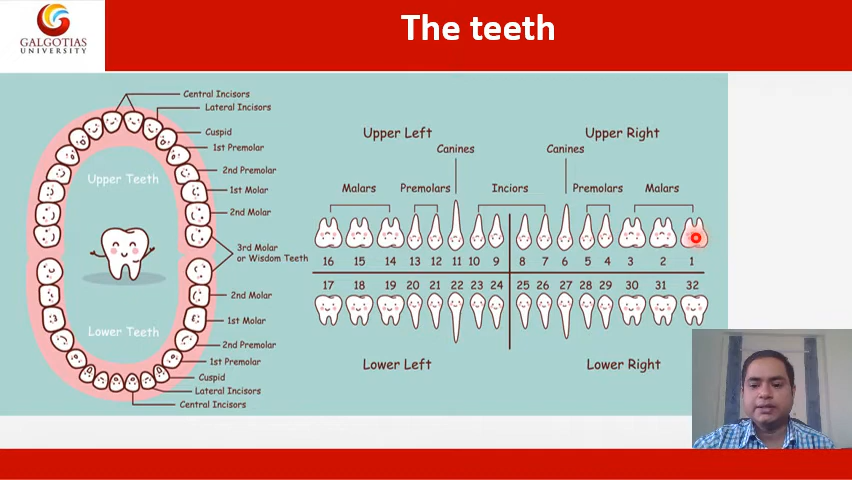 GALGOTIAS
UNIVERSITY
The teeth
Central Incisors
Lateral Incisors
Cuspid
1st Premolar
2nd Premolar
1st Molar
2nd Molar
3rd Molar
or Wisdom Teeth
2nd Molar
1st Molar
2nd Premolar
1st Premolar
Cuspid
Lateral Incisors
Central Incisors
Upper Teeth
Lower Teeth
Upper Left
Upper Right
Canines
Canines
Malars
Premolars
Inciors
Premolars
Malars
16 15 14 13 12 11 10 9 8 7 6 5 4 3 2 1
17 18 19 20 21 22 23 24 25 26 27 28 29 30 31 32
Lower Left
Lower Right